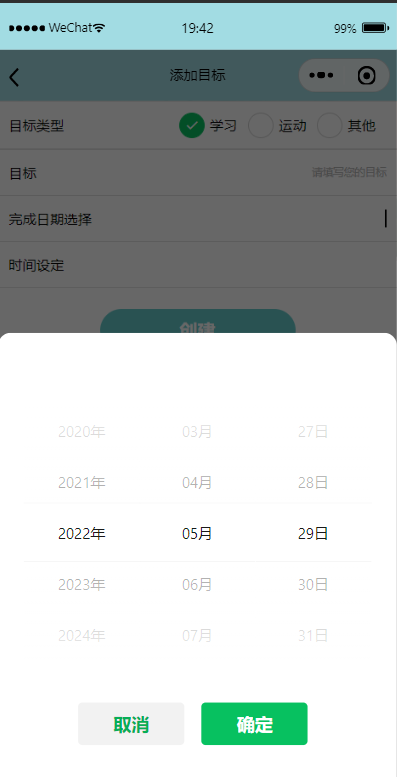 WeChat 19:42 99%
添加目标
目标类型 学习 运动 其他
目标 请填写您的目标
完成日期选择
时间设定
创建
2020年 03月 27日
2021年 04月 28日
2022年 05月 29日
2023年 06月 30日
2024年 07月 31日
取消 确定